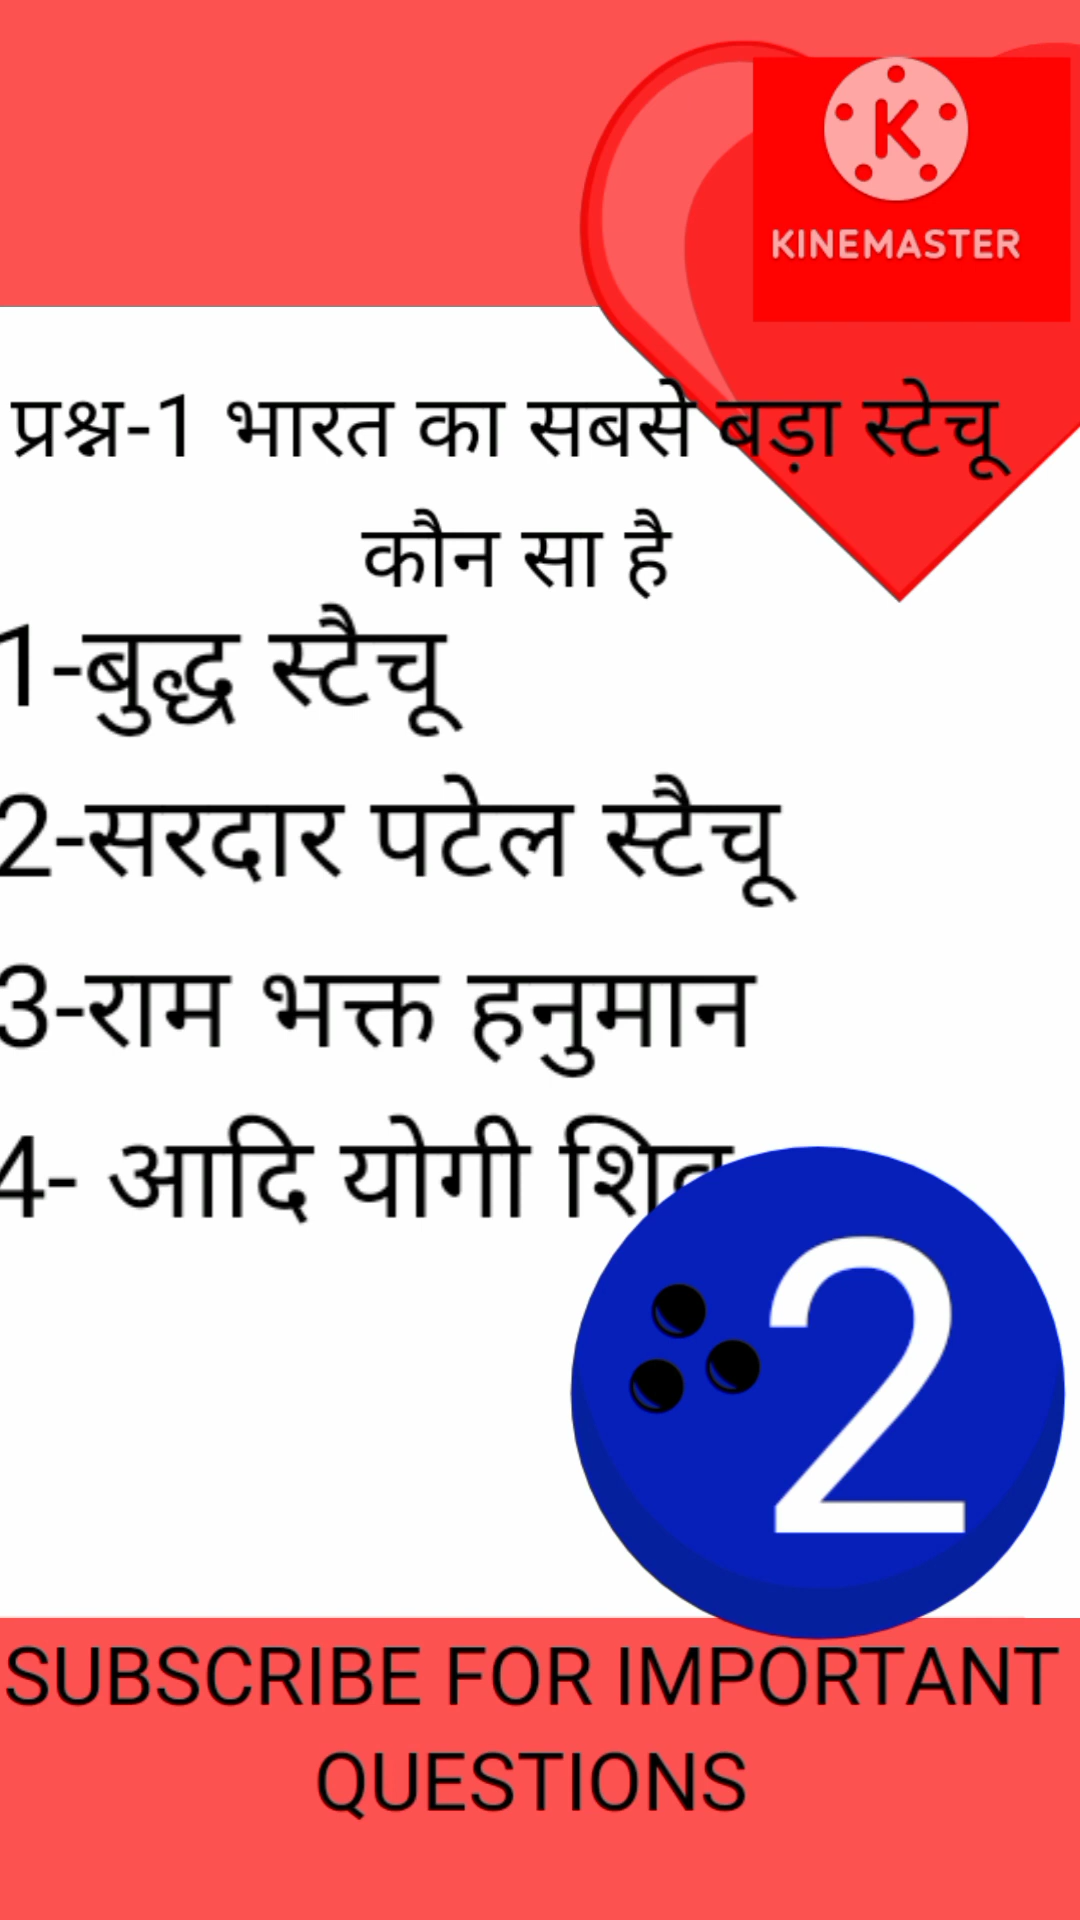 KINEMASTER
प्रश्न-1 भारत का सबसे बड़ा स्टेचू
कौन सा है
1-बुद्ध स्टैचू
2-सरदार पटेल स्टैचू
3-राम भक्त हनुमान
4- आदि योगी शिव
2
SUBSCRIBE FOR IMPORTANT
QUESTIONS